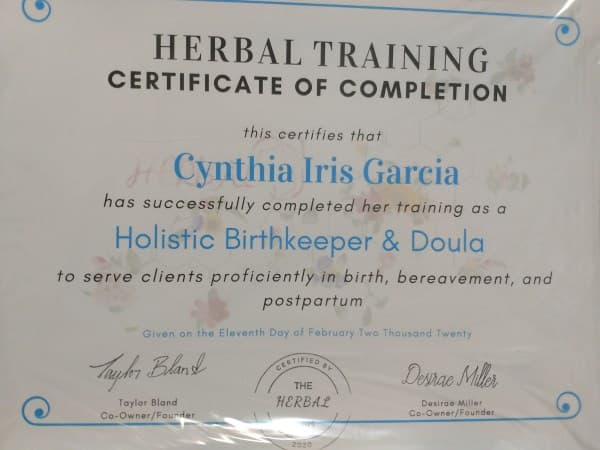 HERBAL TRAINING
CERTIFICATE OF COMPLETION
this certifies that
Cynthia Iris Garcia
has successfully completed her training as a
Holistic Birthkeeper & Doula
to serve clients proficiently in birth, bereavement, and
postpartum
Given on the Eleventh Day of February Two Thousand Twenty
Taylor Bland
Taylor Bland
Co-Owner/Founder
CERTIFIED BY
THE
HERBAL
2020
Desirae Miller
Desirae Miller
Co-Owner/Founder